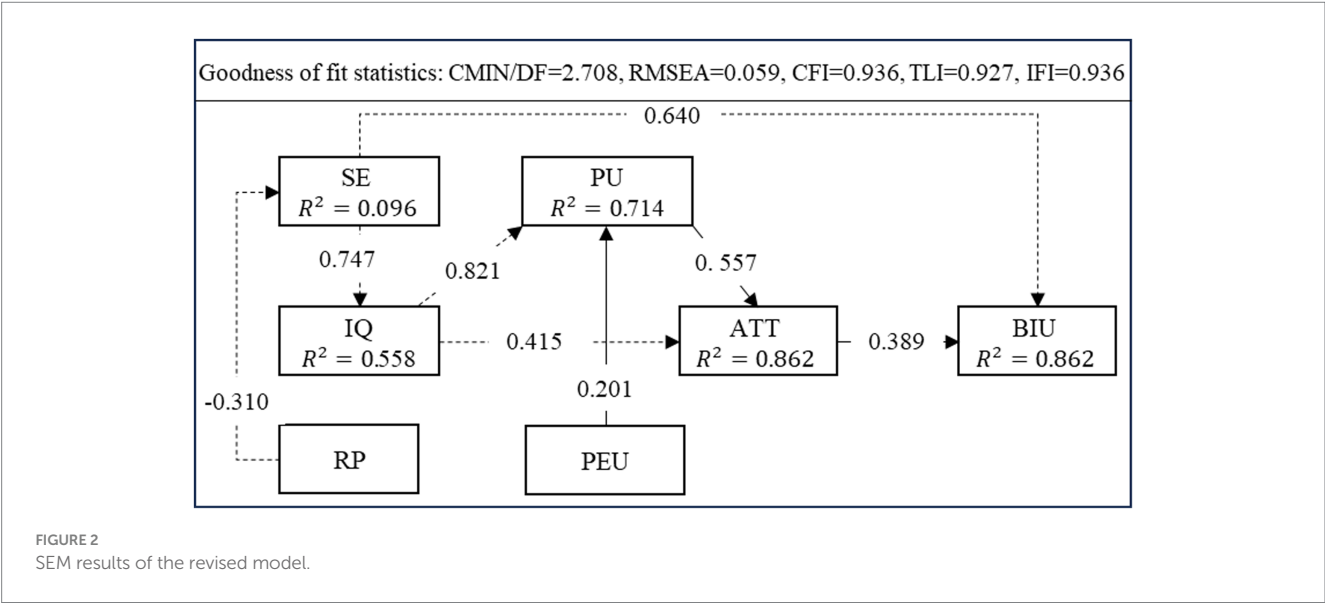 Goodness of fit statistics: CMIN/DF=2.708, RMSEA=0.059, CFI=0.936, TLI=0.927, IFI=0.936
0.640
SE
R² = 0.096
PU
R² = 0.714
0.747
0.821
0. 557
IQ
R² = 0.558
0.415
ATT
R² = 0.862
0.389
BIU
R² = 0.862
-0.310
0.201
RP
PEU
FIGURE 2
SEM results of the revised model.